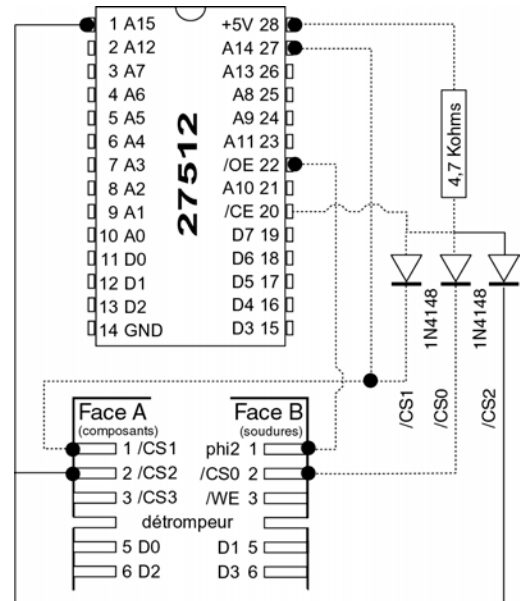 1 A15 +5V 28
2 A12 A14 27
3 A7 A13 26
4 A6 A8 25
5 A5 A9 24
6 A4 A11 23
7 A3 /OE 22
8 A2 A10 21
9 A1 /CE 20
10 A0 D7 19
11 D0 D6 18
12 D1 D5 17
13 D2 D4 16
14 GND D3 15
27512
4,7 Kohms
1N4148
1N4148
/CS1
/CS0
/CS2
Face A
(composants)
Face B
(soudures)
1 /CS1 phi2 1
2 /CS2 /CS0 2
3 /CS3 /WE 3
détrompeur
5 D0 D1 5
6 D2 D3 6